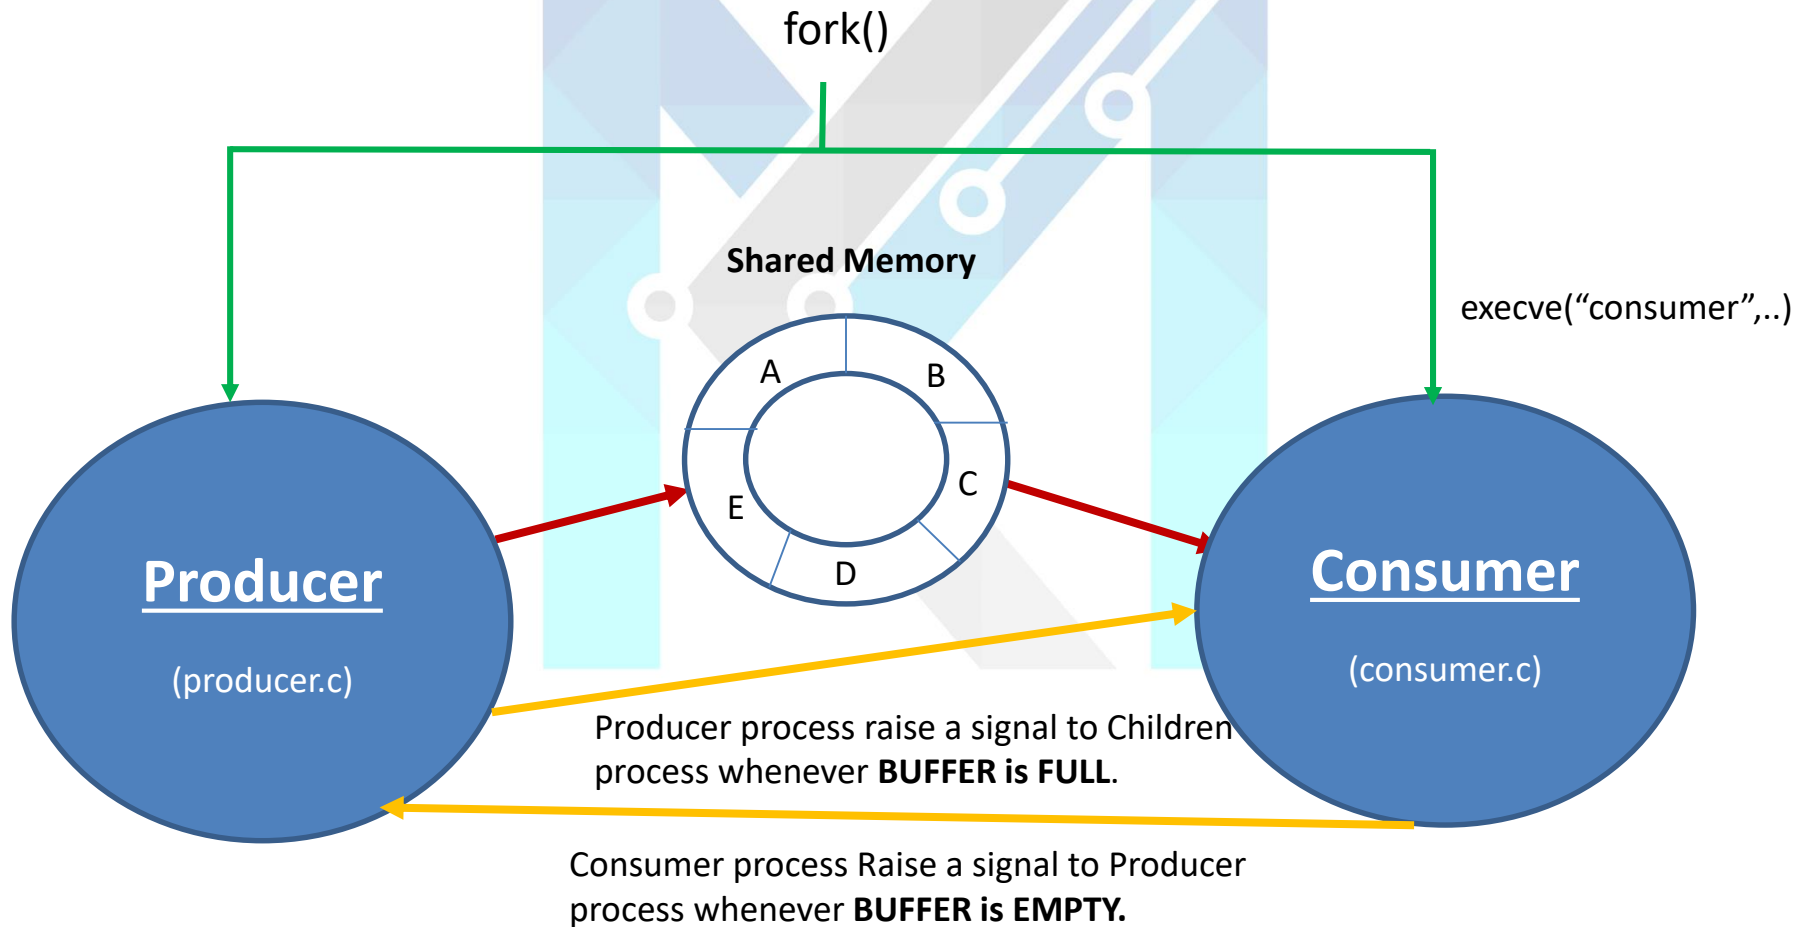 fork()
Shared Memory
execve(“consumer”,..)
A
B
C
D
E
Producer
(producer.c)
Consumer
(consumer.c)
Producer process raise a signal to Children
process whenever BUFFER is FULL.
Consumer process Raise a signal to Producer
process whenever BUFFER is EMPTY.